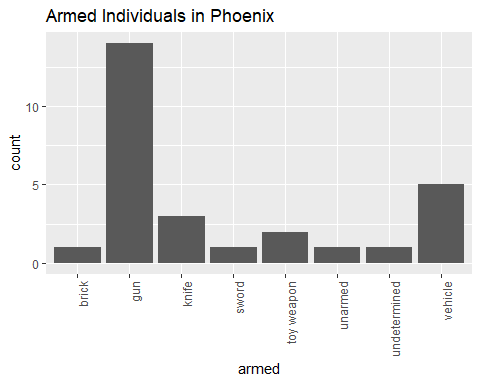 Armed Individuals in Phoenix
count
10
5
0
brick
gun
knife
sword
toy weapon
unarmed
undetermined
vehicle
armed